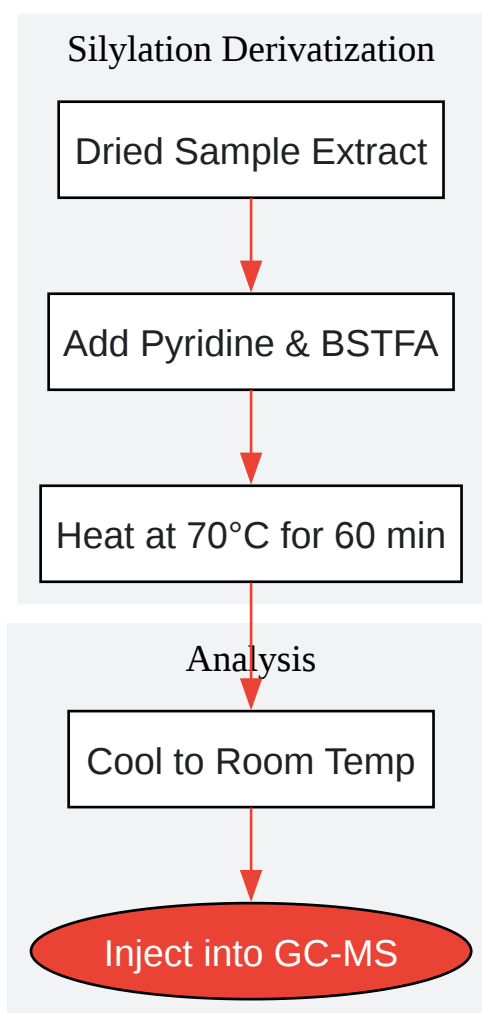 Silylation Derivatization
Dried Sample Extract
Add Pyridine & BSTFA
Heat at 70°C for 60 min
Analysis
Cool to Room Temp
Inject into GC-MS